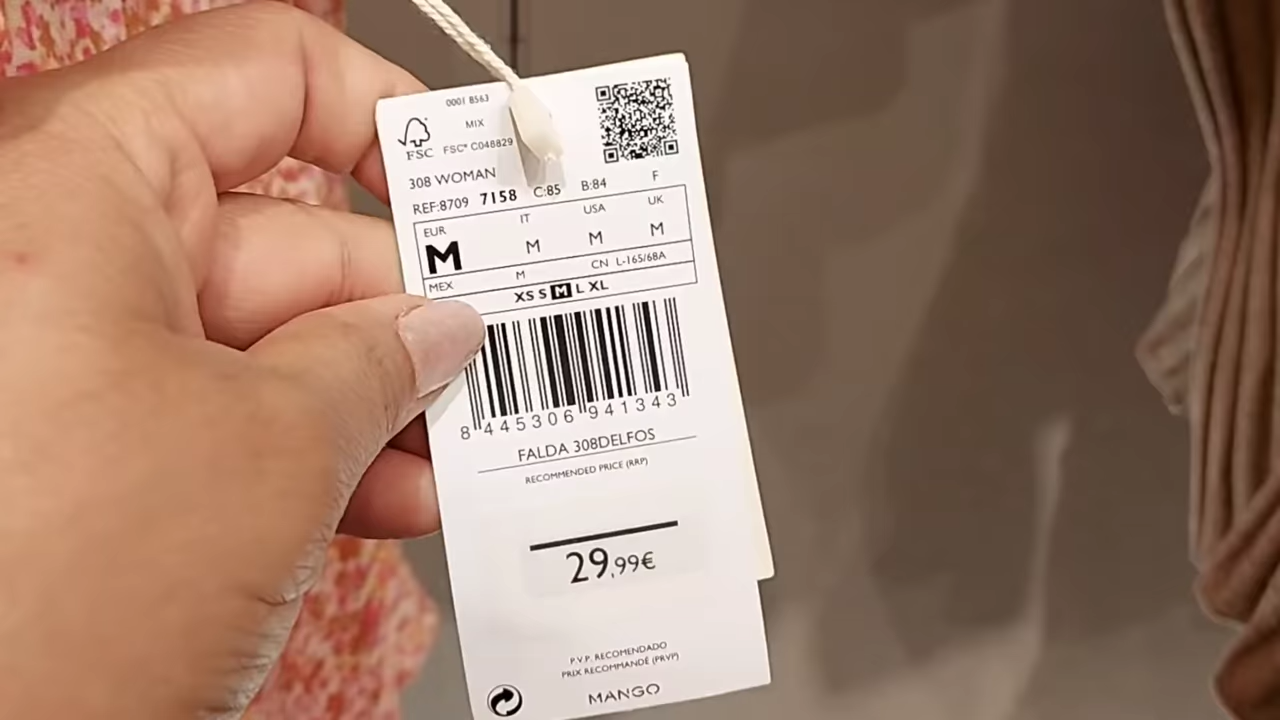 0001 8563
MIX
FSC FSC® C048829
308 WOMAN
REF:8709 7158 C:85 B:84 F
EUR IT USA UK
M M M M
MEX M CN L-165/68A
XS S M L XL
8 445306 941343
FALDA 308DELFOS
RECOMMENDED PRICE (RRP)
29,99€
P.V.P. RECOMENDADO
PRIX RECOMMANDÉ (PRVP)
MANGO